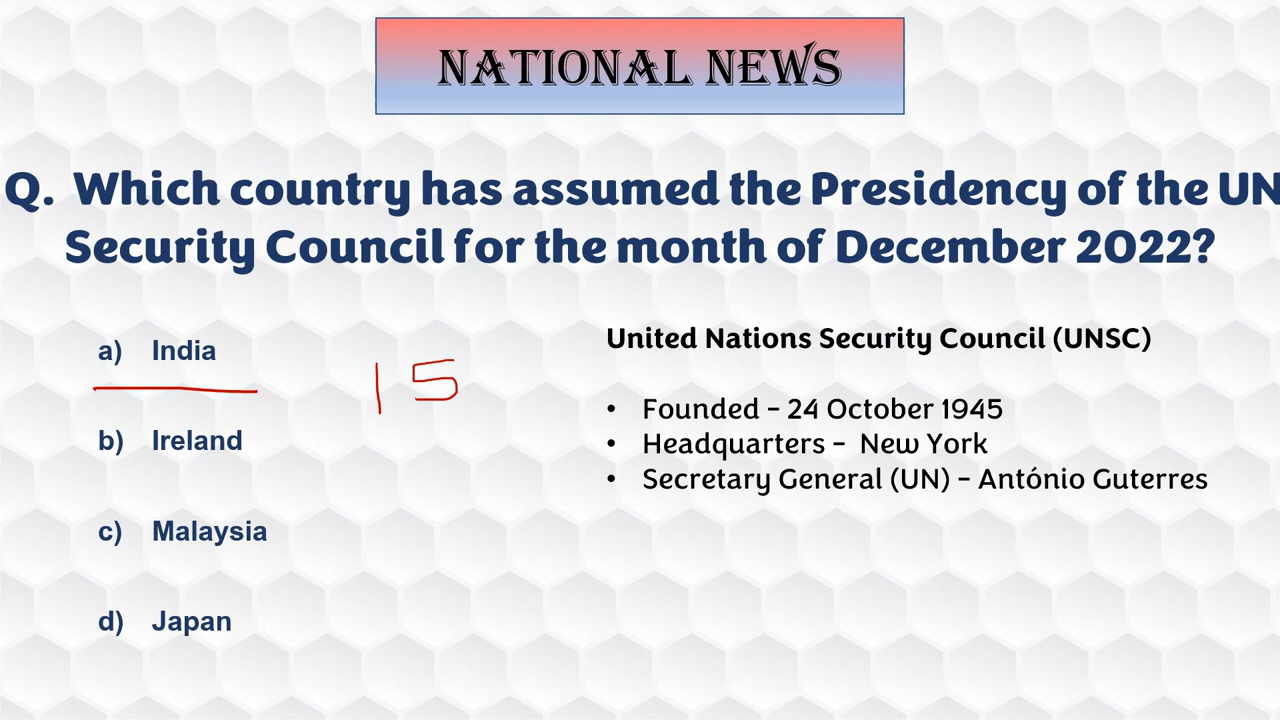 NATIONAL NEWS
Q. Which country has assumed the Presidency of the UN
Security Council for the month of December 2022?
a) India
15
b) Ireland
c) Malaysia
d) Japan
United Nations Security Council (UNSC)
• Founded – 24 October 1945
• Headquarters – New York
• Secretary General (UN) – António Guterres